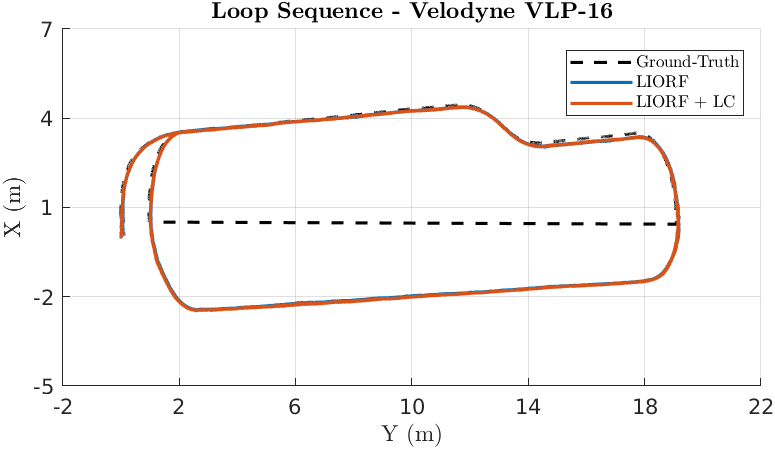 Loop Sequence - Velodyne VLP-16
7
4
1
-2
-5
X (m)
Ground-Truth
LIORF
LIORF + LC
-2
2
6
10
14
18
22
Y (m)